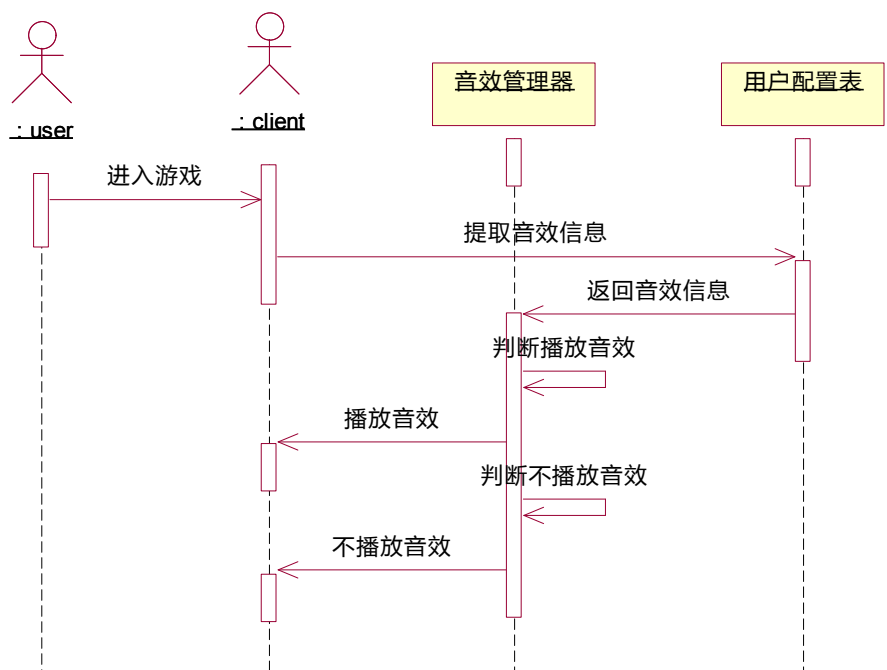 : user
: client
音效管理器
用户配置表
进入游戏
提取音效信息
返回音效信息
判断播放音效
播放音效
判断不播放音效
不播放音效